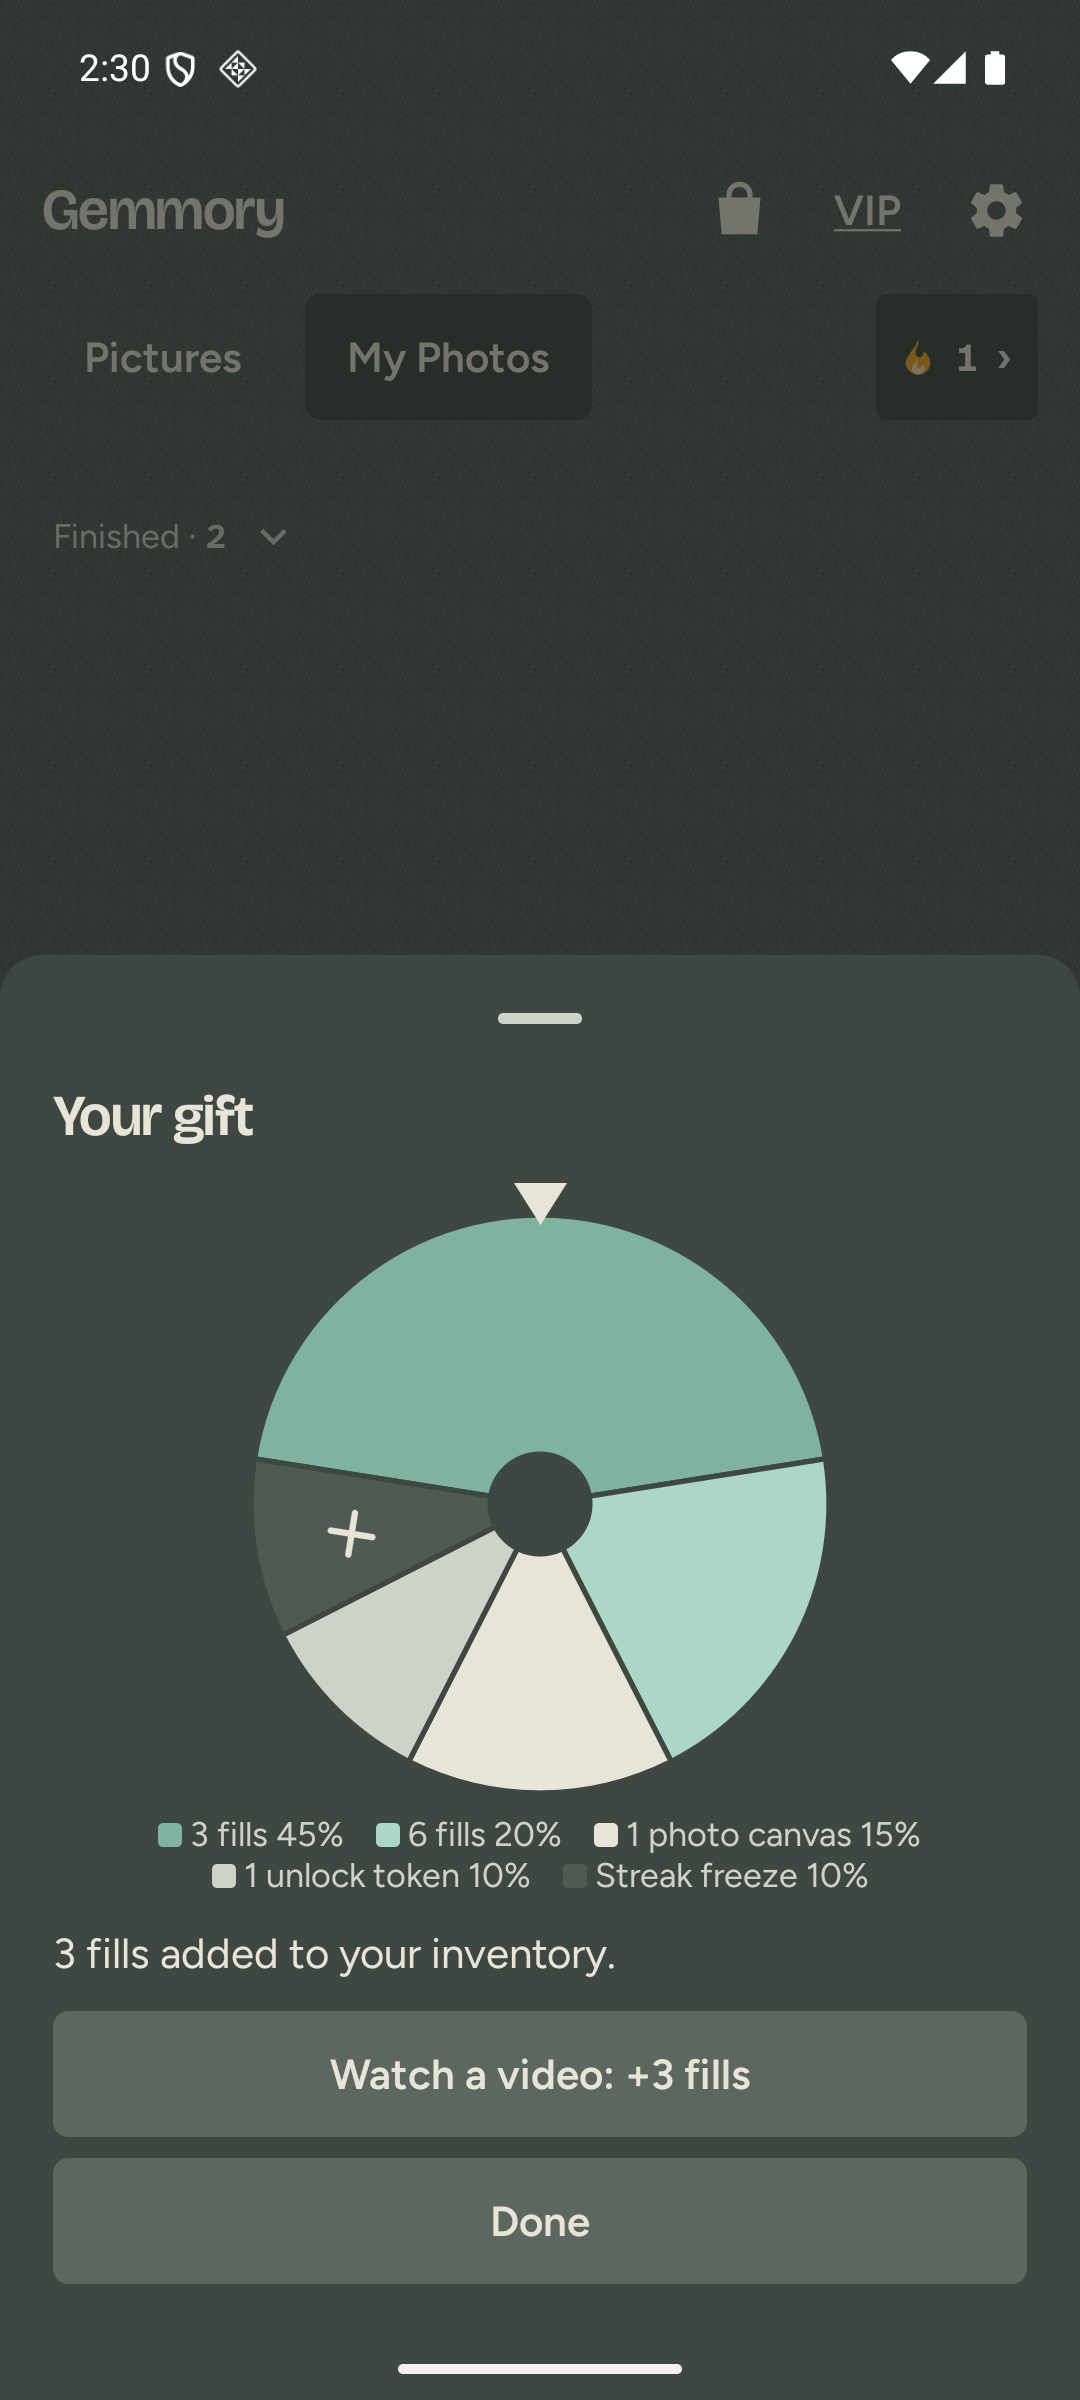 2:30
Gemmory
VIP
Pictures
My Photos
1 ›
Finished · 2
Your gift
3 fills 45% 6 fills 20% 1 photo canvas 15%
1 unlock token 10% Streak freeze 10%
3 fills added to your inventory.
Watch a video: +3 fills
Done